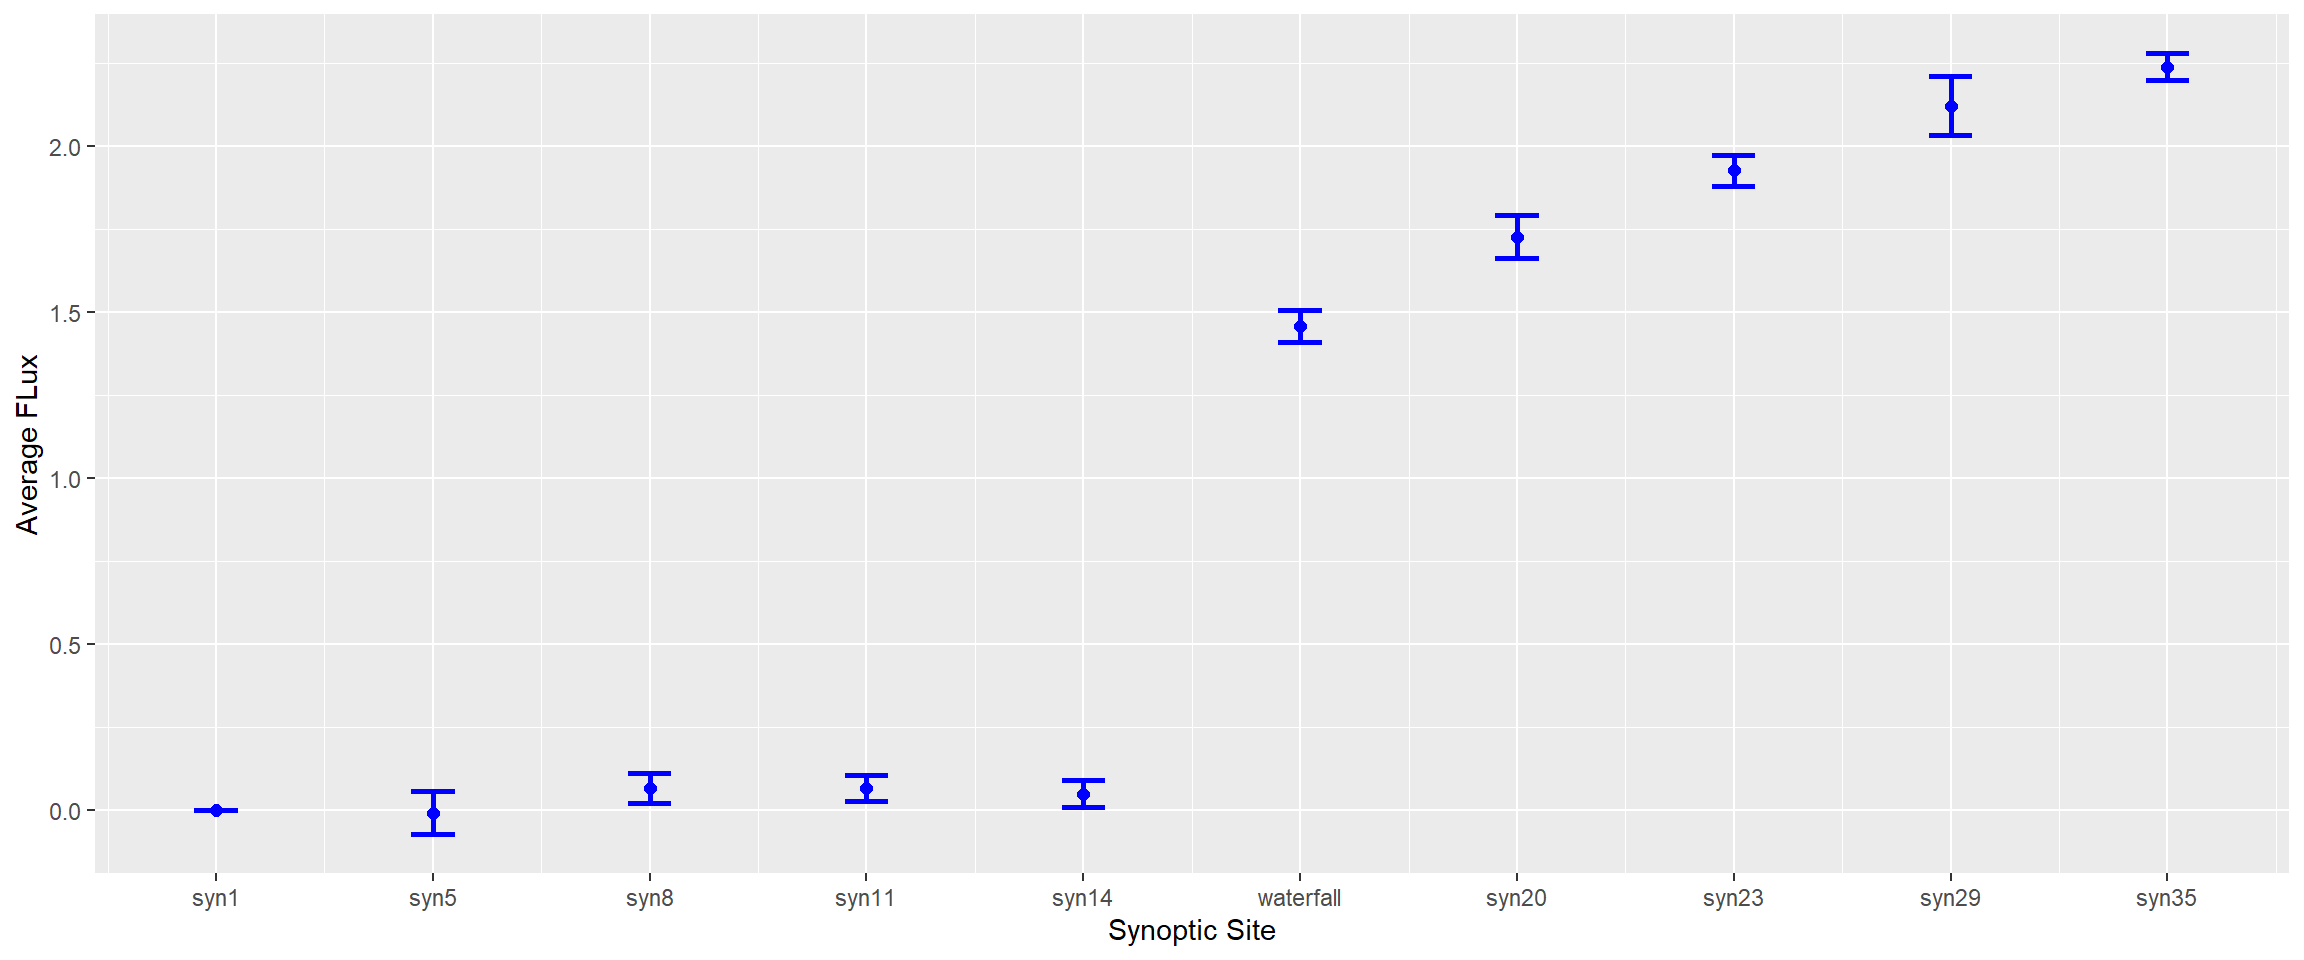 2.0
1.5
1.0
0.5
0.0
Average FLux
syn1 syn5 syn8 syn11 syn14 waterfall syn20 syn23 syn29 syn35
Synoptic Site